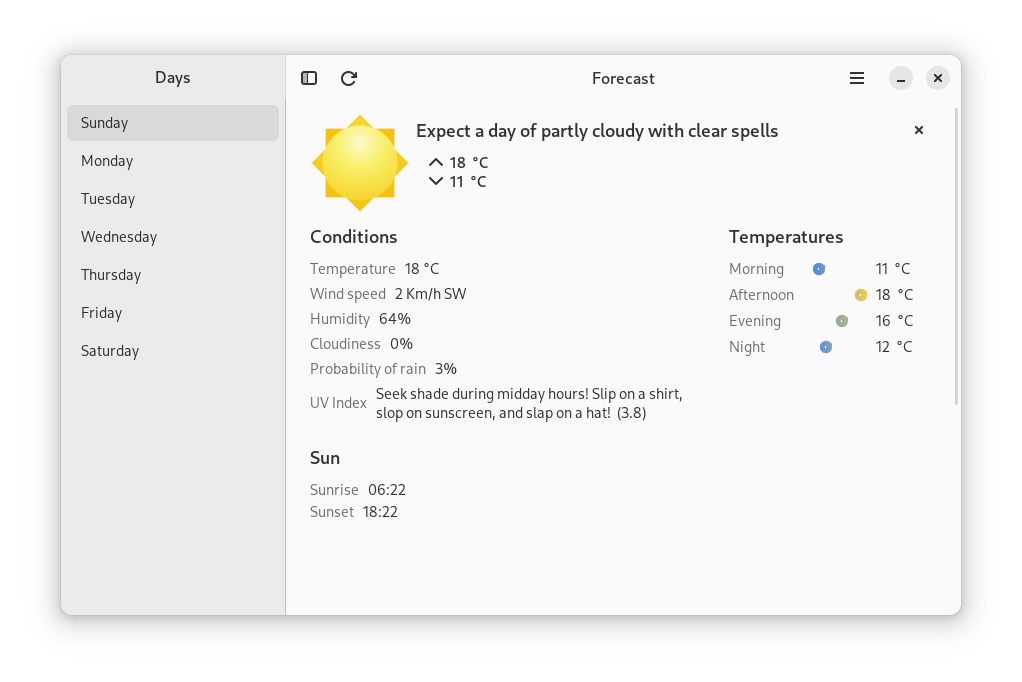 Days
Forecast
Sunday
Monday
Tuesday
Wednesday
Thursday
Friday
Saturday
Expect a day of partly cloudy with clear spells
18 °C
11 °C
Conditions
Temperature 18 °C
Wind speed 2 Km/h SW
Humidity 64%
Cloudiness 0%
Probability of rain 3%
UV Index Seek shade during midday hours! Slip on a shirt,
slop on sunscreen, and slap on a hat! (3.8)
Sun
Sunrise 06:22
Sunset 18:22
Temperatures
Morning 11 °C
Afternoon 18 °C
Evening 16 °C
Night 12 °C